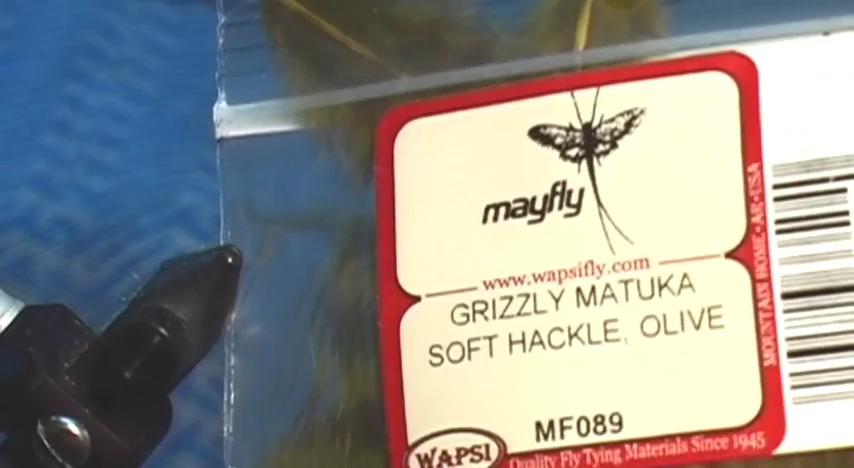 mayfly
www.wapsifly.com
GRIZZLY MATUKA
SOFT HACKLE, OLIVE
MF089
WAPSI
Quality Fly Tying Materials Since 1945
MOUNTAIN HOME • AR • USA